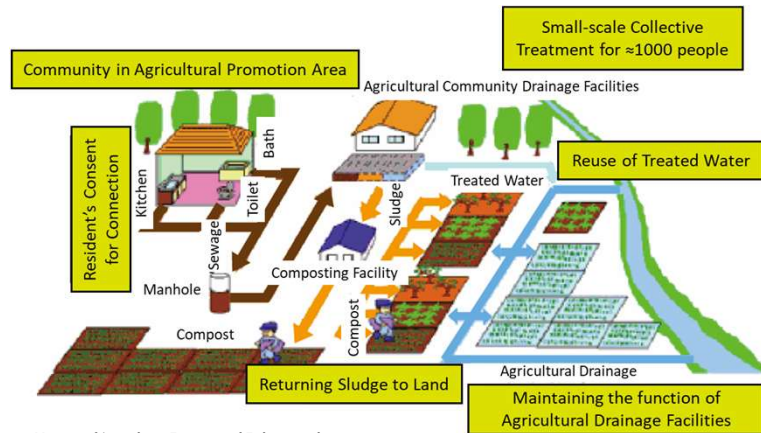 Small-scale Collective
Treatment for ≈1000 people
Community in Agricultural Promotion Area
Agricultural Community Drainage Facilities
Resident's Consent
for Connection
Kitchen
Bath
Toilet
Reuse of Treated Water
Treated Water
Sludge
Sewage
Manhole
Composting Facility
Compost
Compost
Returning Sludge to Land
Agricultural Drainage
Maintaining the function of
Agricultural Drainage Facilities